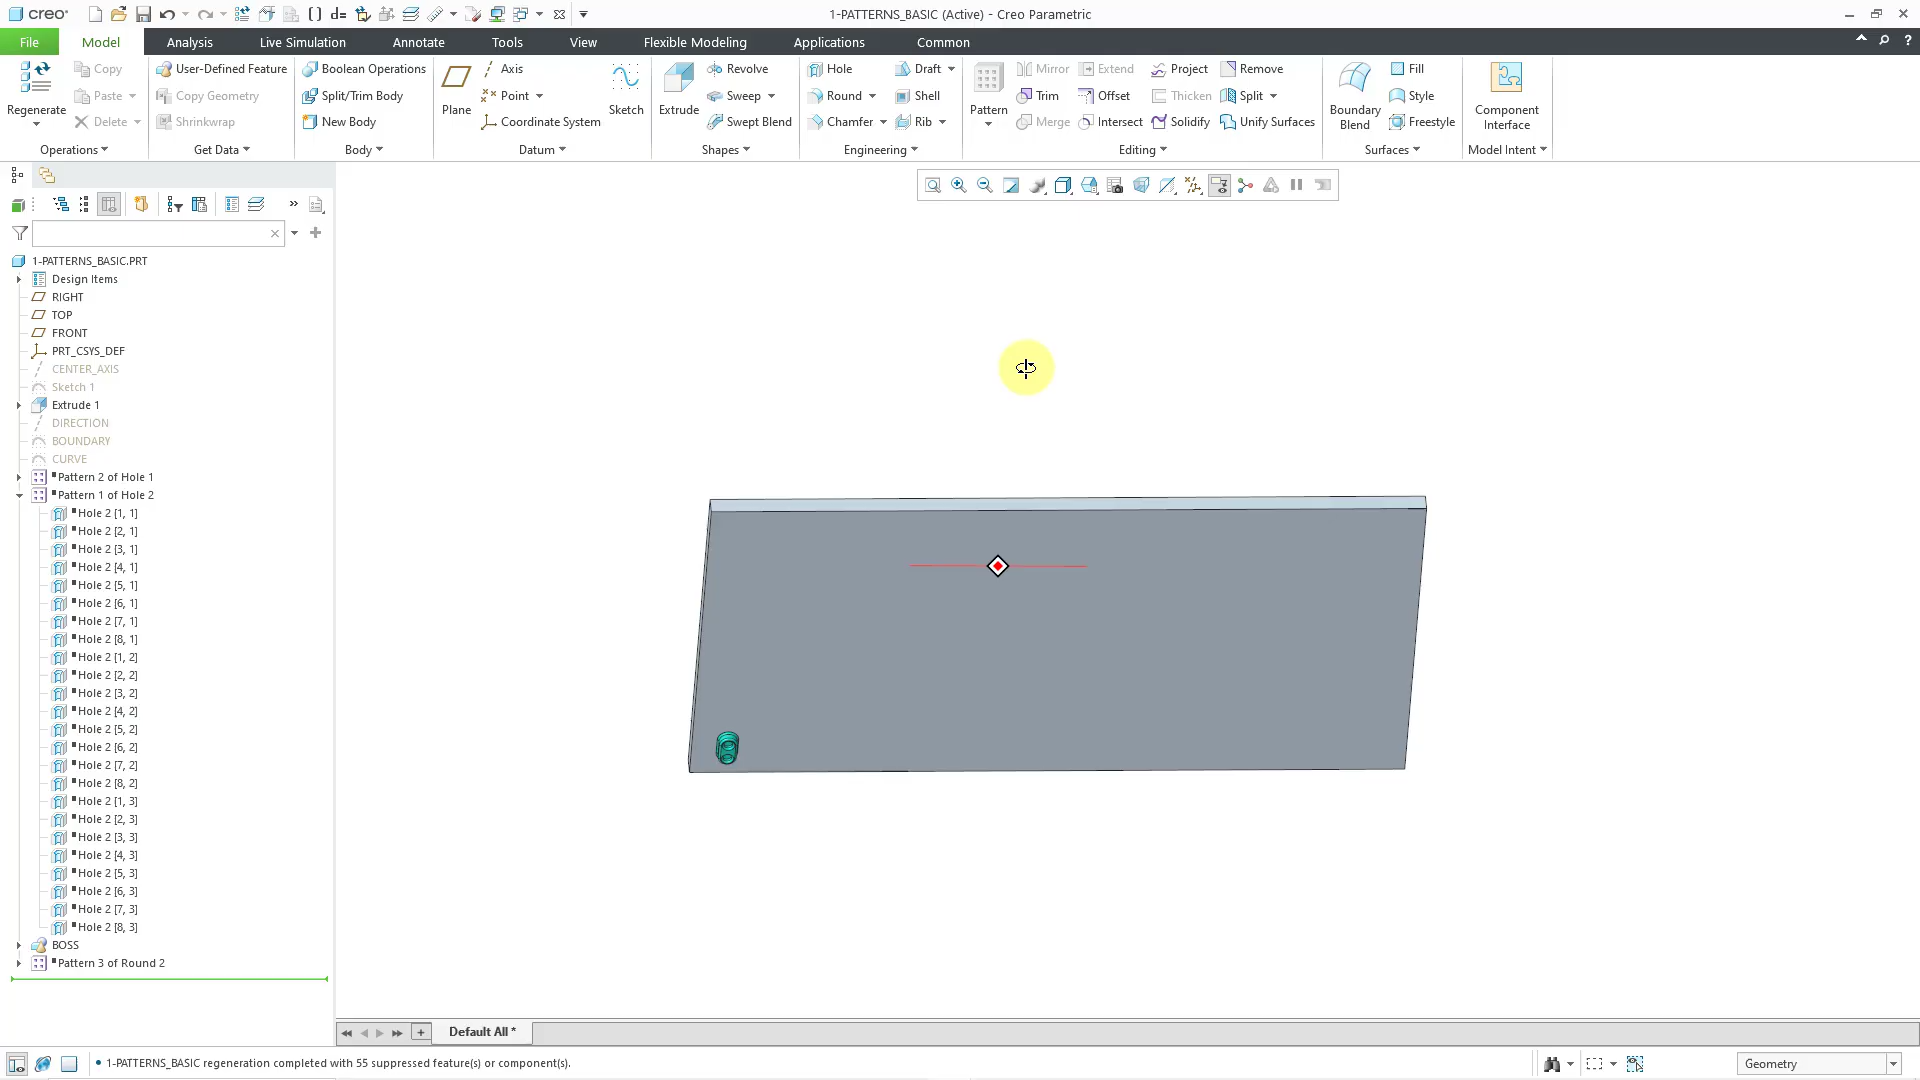 creo
1-PATTERNS_BASIC (Active) - Creo Parametric
File Model Analysis Live Simulation Annotate Tools View Flexible Modeling Applications Common
Regenerate
Copy
Paste
Delete
Operations
User-Defined Feature
Copy Geometry
Shrinkwrap
Get Data
Boolean Operations
Split/Trim Body
New Body
Body
Plane
Axis
Point
Coordinate System
Sketch
Datum
Extrude
Revolve
Sweep
Swept Blend
Shapes
Hole
Round
Chamfer
Draft
Shell
Rib
Engineering
Pattern
Mirror
Trim
Merge
Extend
Offset
Intersect
Project
Thicken
Solidify
Remove
Split
Unify Surfaces
Editing
Boundary
Blend
Fill
Style
Freestyle
Surfaces
Component
Interface
Model Intent
1-PATTERNS_BASIC.PRT
Design Items
RIGHT
TOP
FRONT
PRT_CSYS_DEF
CENTER_AXIS
Sketch 1
Extrude 1
DIRECTION
BOUNDARY
CURVE
Pattern 2 of Hole 1
Pattern 1 of Hole 2
Hole 2 [1, 1]
Hole 2 [2, 1]
Hole 2 [3, 1]
Hole 2 [4, 1]
Hole 2 [5, 1]
Hole 2 [6, 1]
Hole 2 [7, 1]
Hole 2 [8, 1]
Hole 2 [1, 2]
Hole 2 [2, 2]
Hole 2 [3, 2]
Hole 2 [4, 2]
Hole 2 [5, 2]
Hole 2 [6, 2]
Hole 2 [7, 2]
Hole 2 [8, 2]
Hole 2 [1, 3]
Hole 2 [2, 3]
Hole 2 [3, 3]
Hole 2 [4, 3]
Hole 2 [5, 3]
Hole 2 [6, 3]
Hole 2 [7, 3]
Hole 2 [8, 3]
BOSS
Pattern 3 of Round 2
Default All *
• 1-PATTERNS_BASIC regeneration completed with 55 suppressed feature(s) or component(s).
Geometry